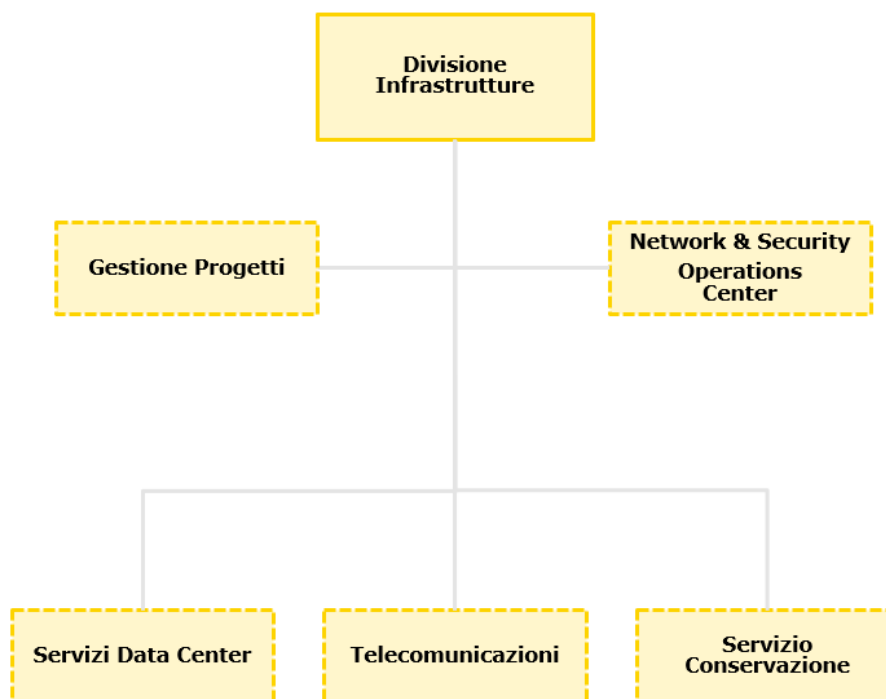 Divisione
Infrastrutture
Gestione Progetti
Network & Security
Operations
Center
Servizi Data Center
Telecomunicazioni
Servizio
Conservazione